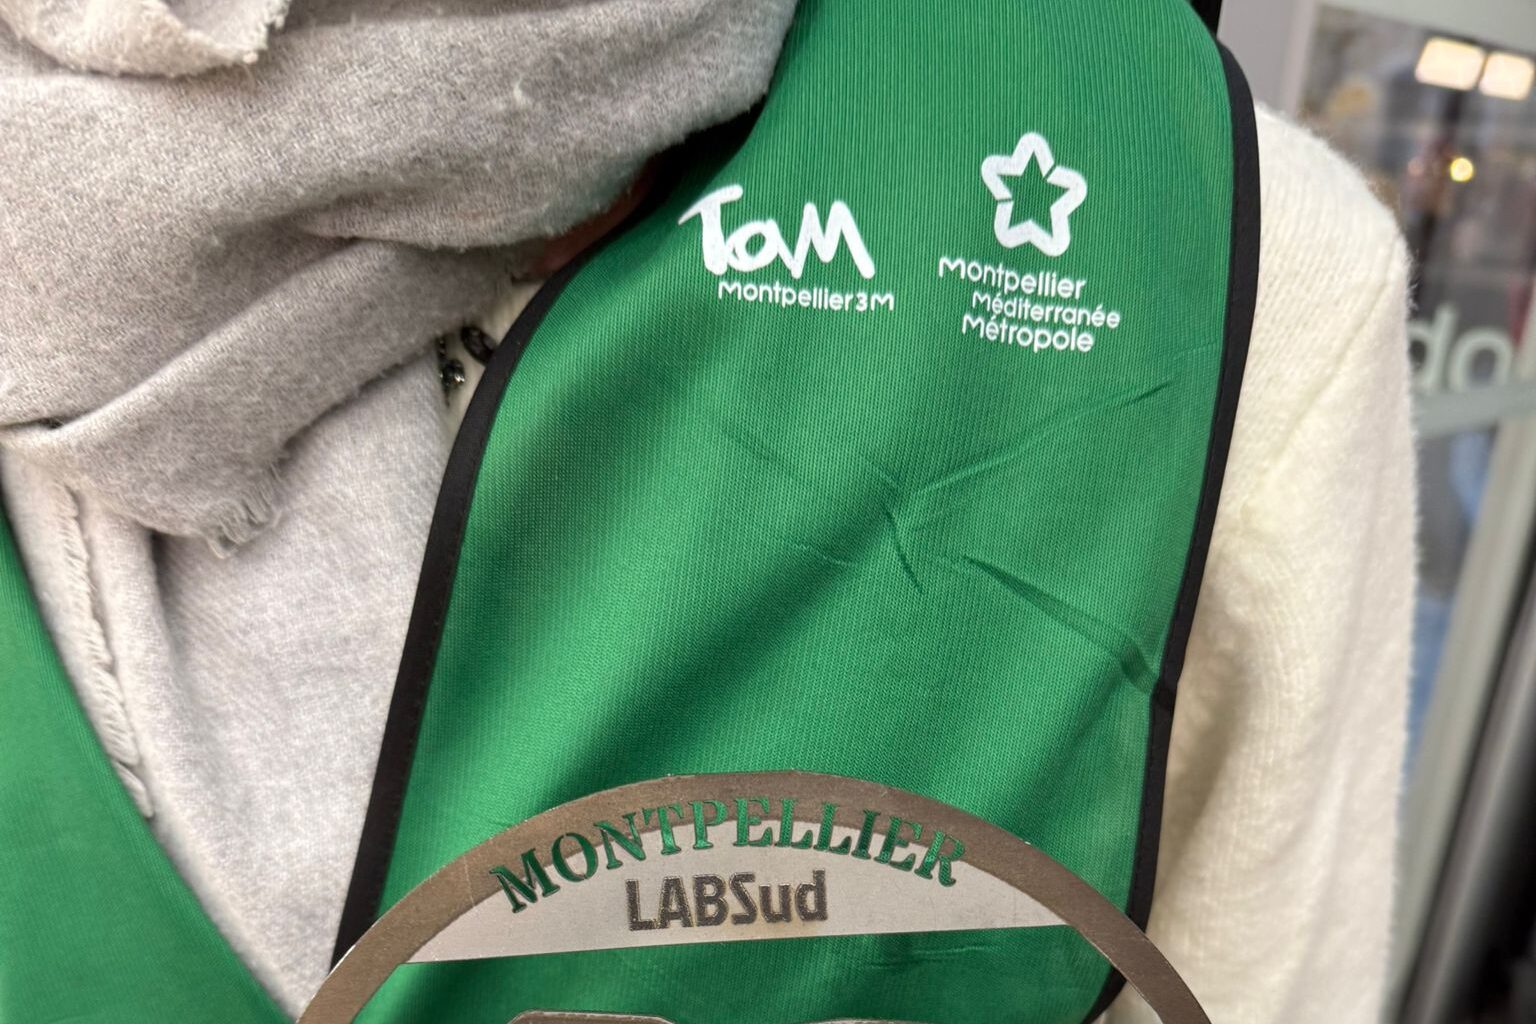 TaM
Montpellier3M
Montpellier
Méditerranée
Métropole
MONTPELLIER
LABSud